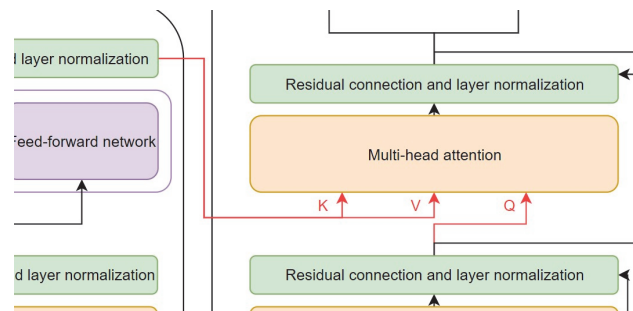 d layer normalization
Residual connection and layer normalization
Feed-forward network
Multi-head attention
K
V
Q
d layer normalization
Residual connection and layer normalization